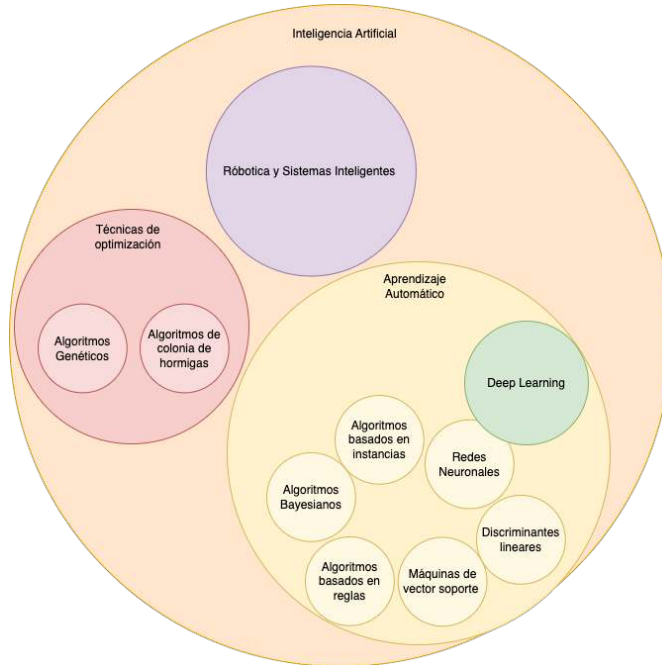 Inteligencia Artificial
Róbotica y Sistemas Inteligentes
Técnicas de
optimización
Algoritmos
Genéticos
Algoritmos de
colonia de
hormigas
Aprendizaje
Automático
Deep Learning
Algoritmos
basados en
instancias
Redes
Neuronales
Algoritmos
Bayesianos
Discriminantes
lineares
Algoritmos
basados en
reglas
Máquinas de
vector soporte